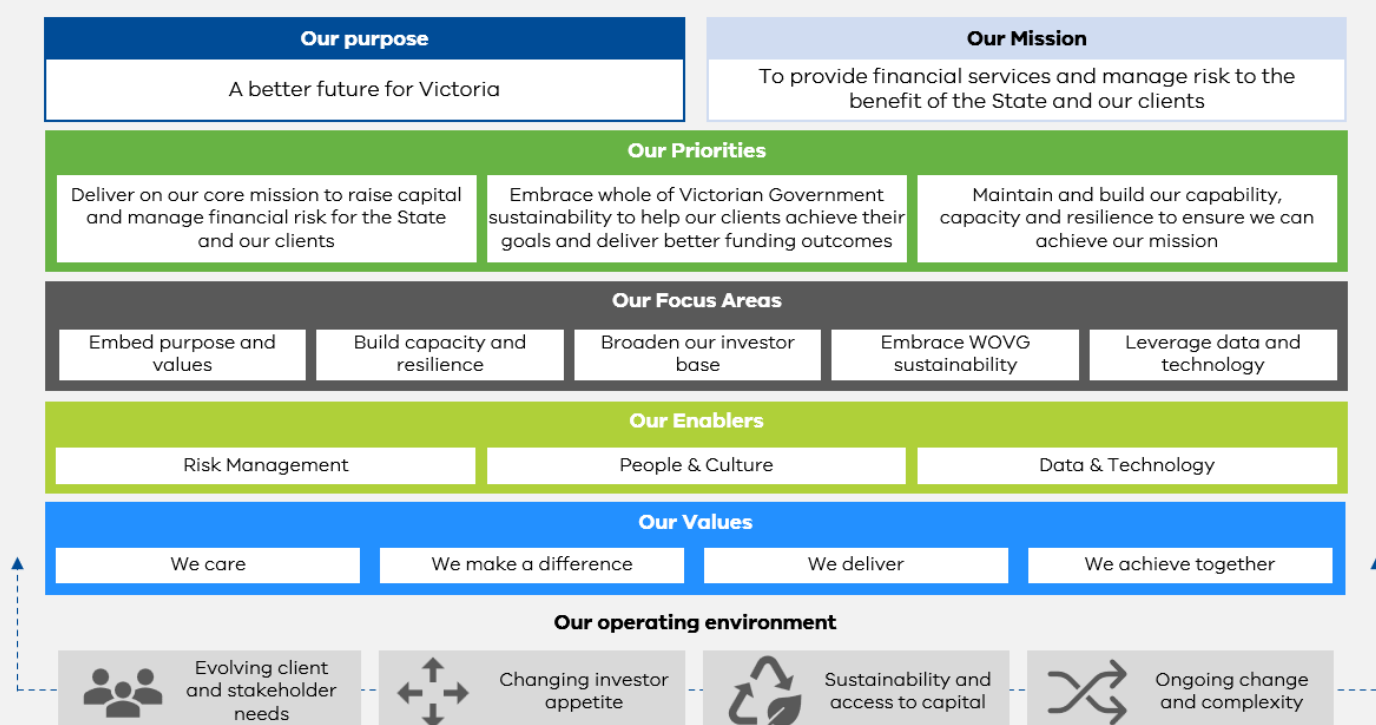 Our purpose
A better future for Victoria
Our Mission
To provide financial services and manage risk to the
benefit of the State and our clients
Our Priorities
Deliver on our core mission to raise capital
and manage financial risk for the State
and our clients
Embrace whole of Victorian Government
sustainability to help our clients achieve their
goals and deliver better funding outcomes
Maintain and build our capability,
capacity and resilience to ensure we can
achieve our mission
Our Focus Areas
Embed purpose and
values
Build capacity and
resilience
Broaden our investor
base
Embrace WOVG
sustainability
Leverage data and
technology
Our Enablers
Risk Management
People & Culture
Data & Technology
Our Values
We care
We make a difference
We deliver
We achieve together
Our operating environment
Evolving client
and stakeholder
needs
Changing investor
appetite
Sustainability and
access to capital
Ongoing change
and complexity